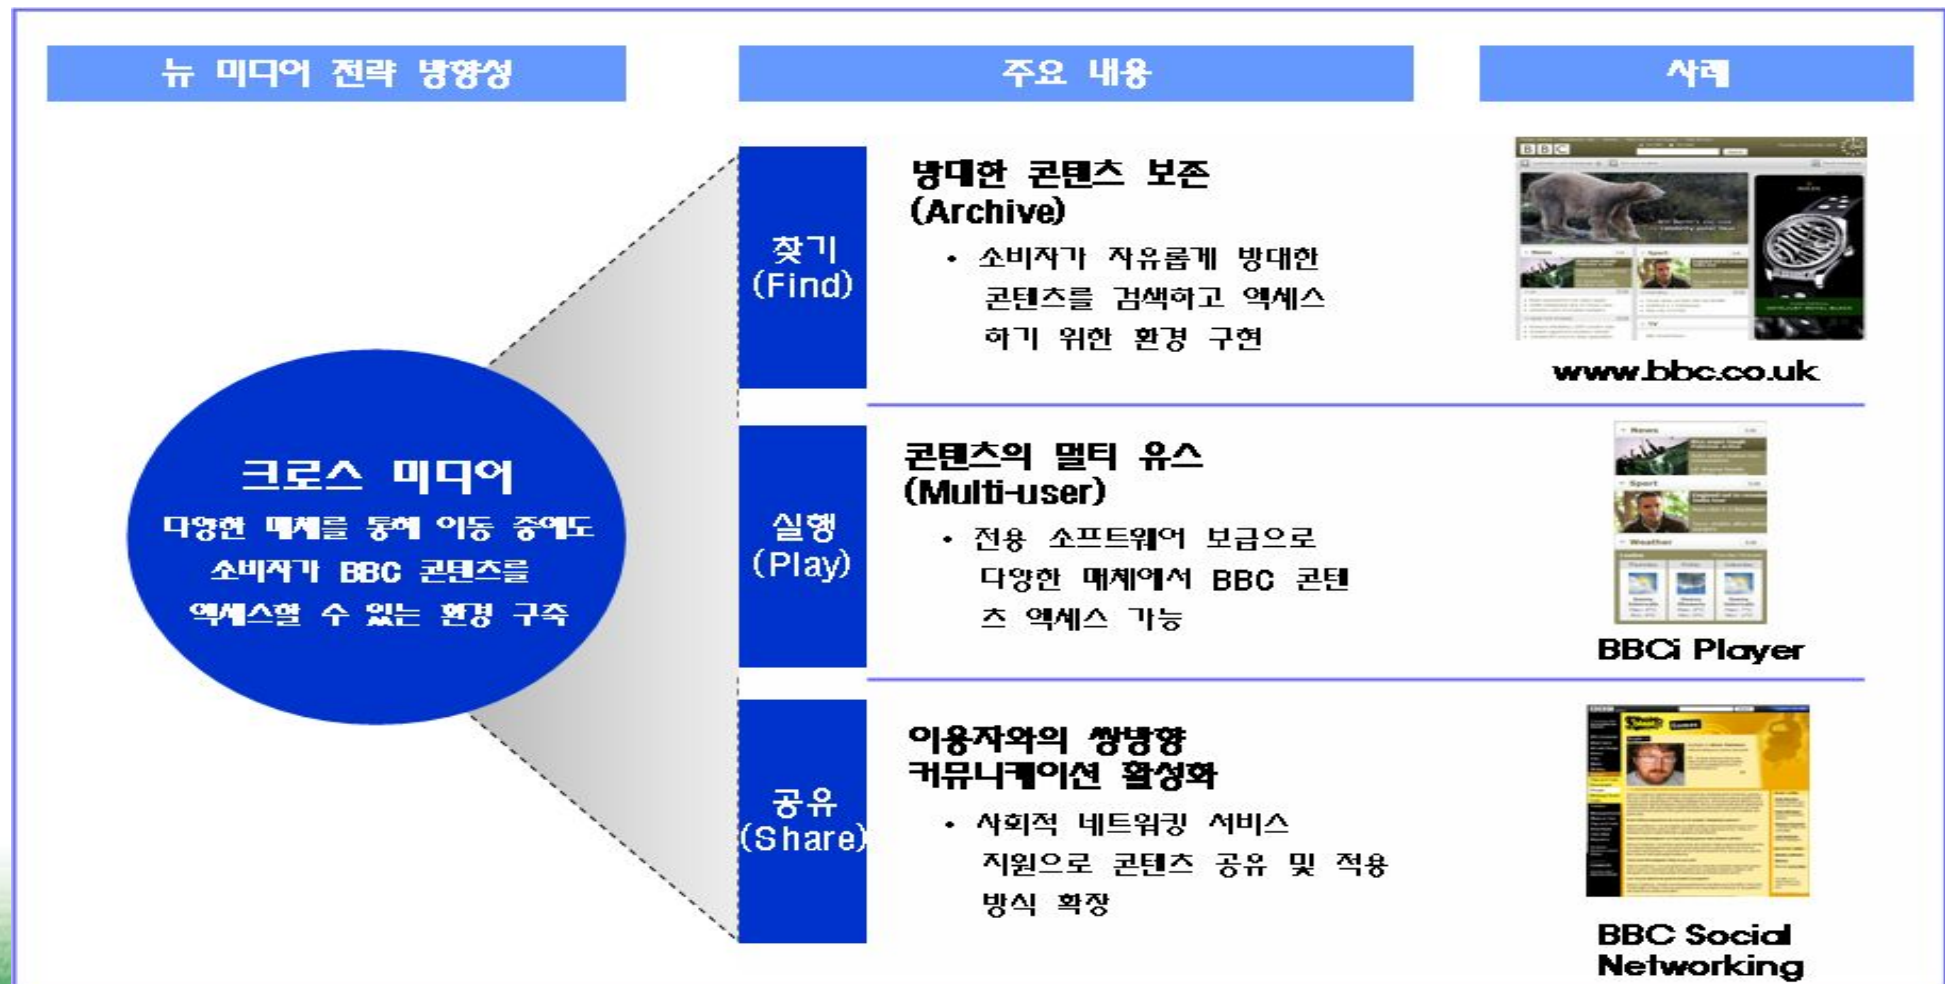 뉴 미디어 전략 방향성
주요 내용
사례
크로스 미디어
다양한 매체를 통해 이동 중에도
소비자가 BBC 콘텐츠를
액세스할 수 있는 환경 구축
찾기
(Find)
방대한 콘텐츠 보존
(Archive)
• 소비자가 자유롭게 방대한
콘텐츠를 검색하고 액세스
하기 위한 환경 구현
BBC
www.bbc.co.uk
실행
(Play)
콘텐츠의 멀티 유스
(Multi-user)
• 전용 소프트웨어 보급으로
다양한 매체에서 BBC 콘텐
츠 액세스 가능
News
Sport
Weather
BBCi Player
공유
(Share)
이용자와의 쌍방향
커뮤니케이션 활성화
• 사회적 네트워킹 서비스
지원으로 콘텐츠 공유 및 적용
방식 확장
BBC Social
Networking